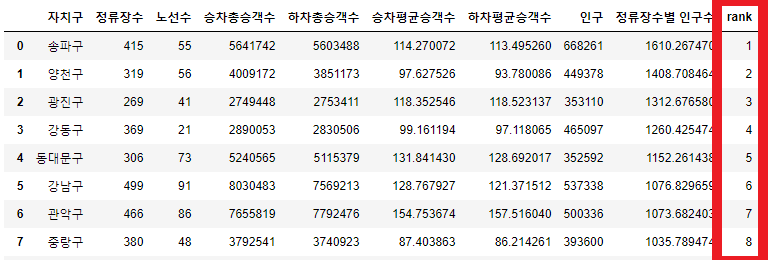 자치구 정류장수 노선수 승차총승객수 하차총승객수 승차평균승객수 하차평균승객수 인구 정류장수별 인구수 rank
0 송파구 415 55 5641742 5603488 114.270072 113.495260 668261 1610.267470 1
1 양천구 319 56 4009172 3851173 97.627526 93.780086 449378 1408.708464 2
2 광진구 269 41 2749448 2753411 118.352546 118.523137 353110 1312.676580 3
3 강동구 369 21 2890053 2830506 99.161194 97.118065 465097 1260.425474 4
4 동대문구 306 73 5240565 5115379 131.841430 128.692017 352592 1152.261438 5
5 강남구 499 91 8030483 7569213 128.767927 121.371512 537338 1076.829659 6
6 관악구 466 86 7655819 7792476 154.753674 157.516040 500336 1073.682403 7
7 중랑구 380 48 3792541 3740923 87.403863 86.214261 393600 1035.789474 8